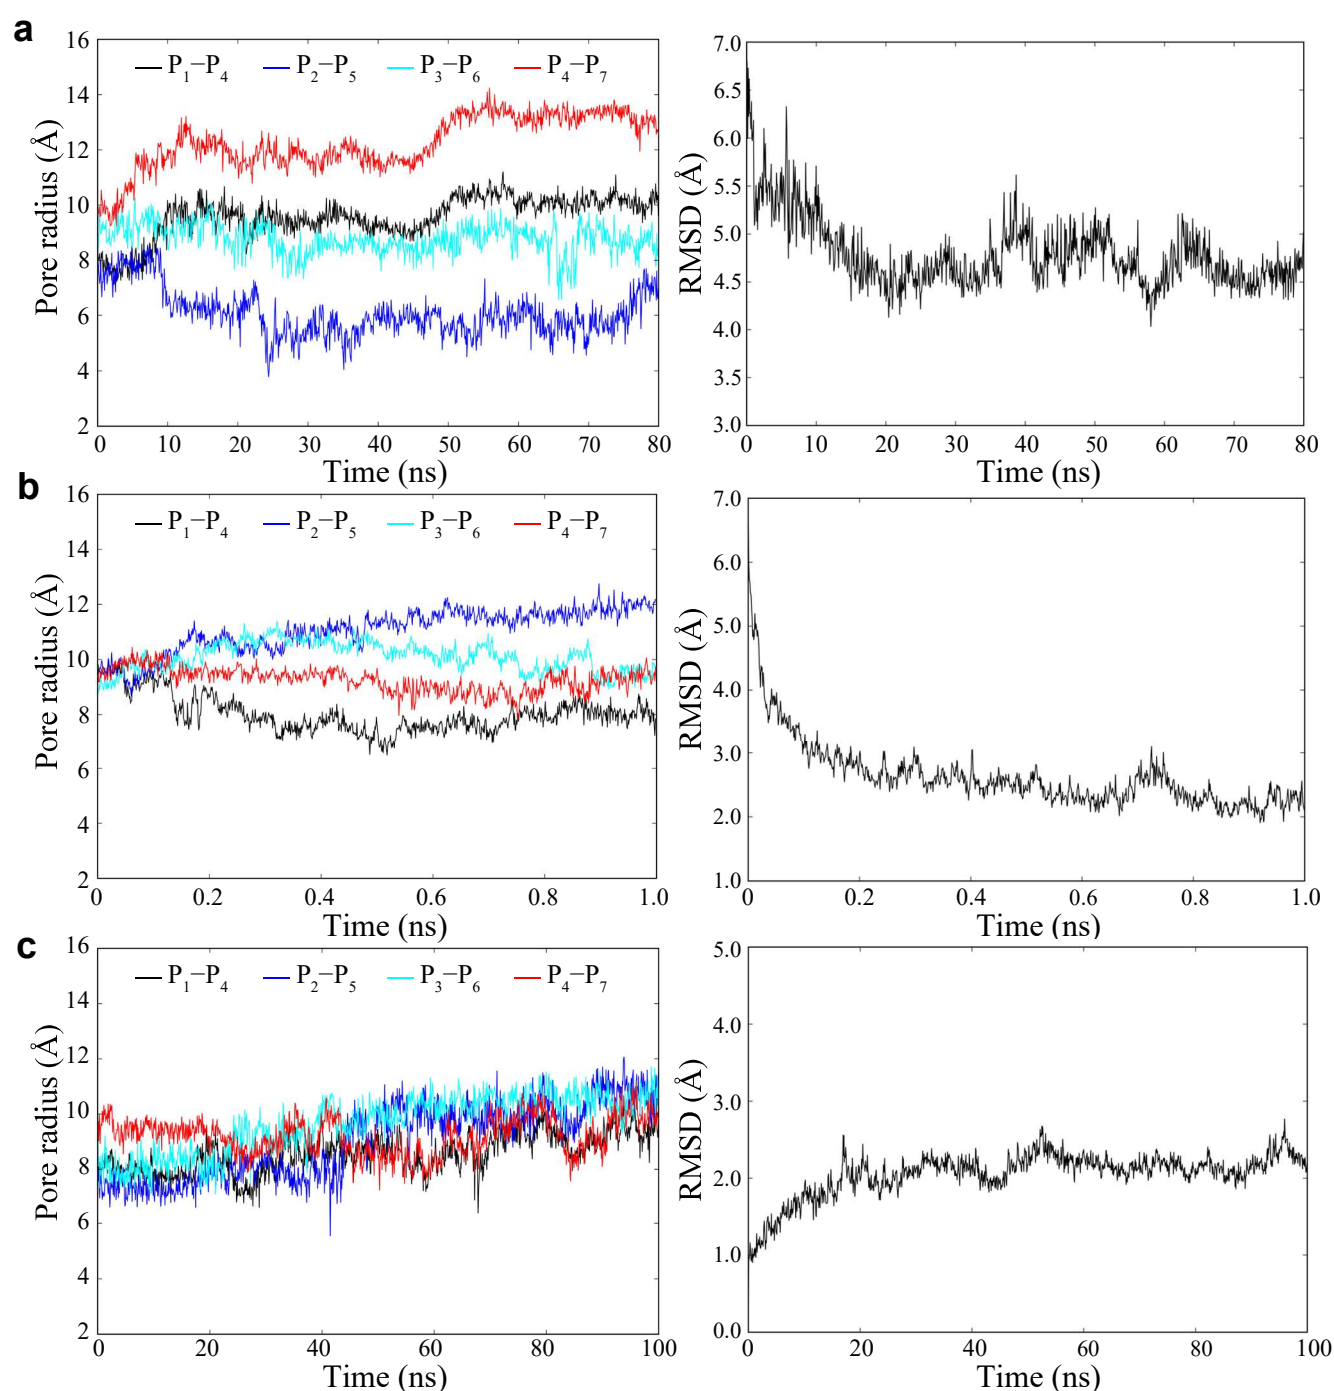 a
16
14
12
10
8
6
4
2
P₁−P₄ P₂−P₅ P₃−P₆ P₄−P₇
Pore radius (Å)
0 10 20 30 40 50 60 70 80
Time (ns)
7.0
6.5
6.0
5.5
5.0
4.5
4.0
3.5
3.0
RMSD (Å)
0 10 20 30 40 50 60 70 80
Time (ns)
b
16
14
12
10
8
6
4
2
P₁−P₄ P₂−P₅ P₃−P₆ P₄−P₇
Pore radius (Å)
0 0.2 0.4 0.6 0.8 1.0
Time (ns)
7.0
6.0
5.0
4.0
3.0
2.0
1.0
RMSD (Å)
0 0.2 0.4 0.6 0.8 1.0
Time (ns)
c
16
14
12
10
8
6
4
2
P₁−P₄ P₂−P₅ P₃−P₆ P₄−P₇
Pore radius (Å)
0 20 40 60 80 100
Time (ns)
5.0
4.0
3.0
2.0
1.0
0.0
RMSD (Å)
0 20 40 60 80 100
Time (ns)